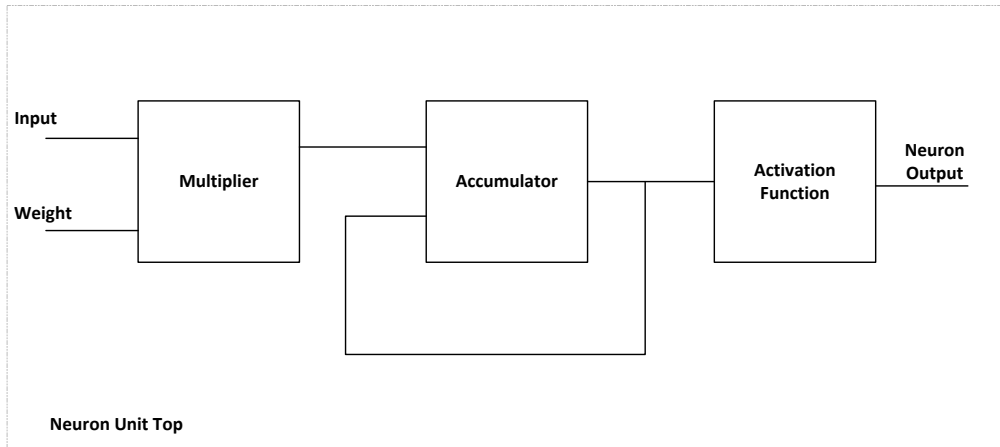 Input
Weight
Multiplier
Accumulator
Activation
Function
Neuron
Output
Neuron Unit Top